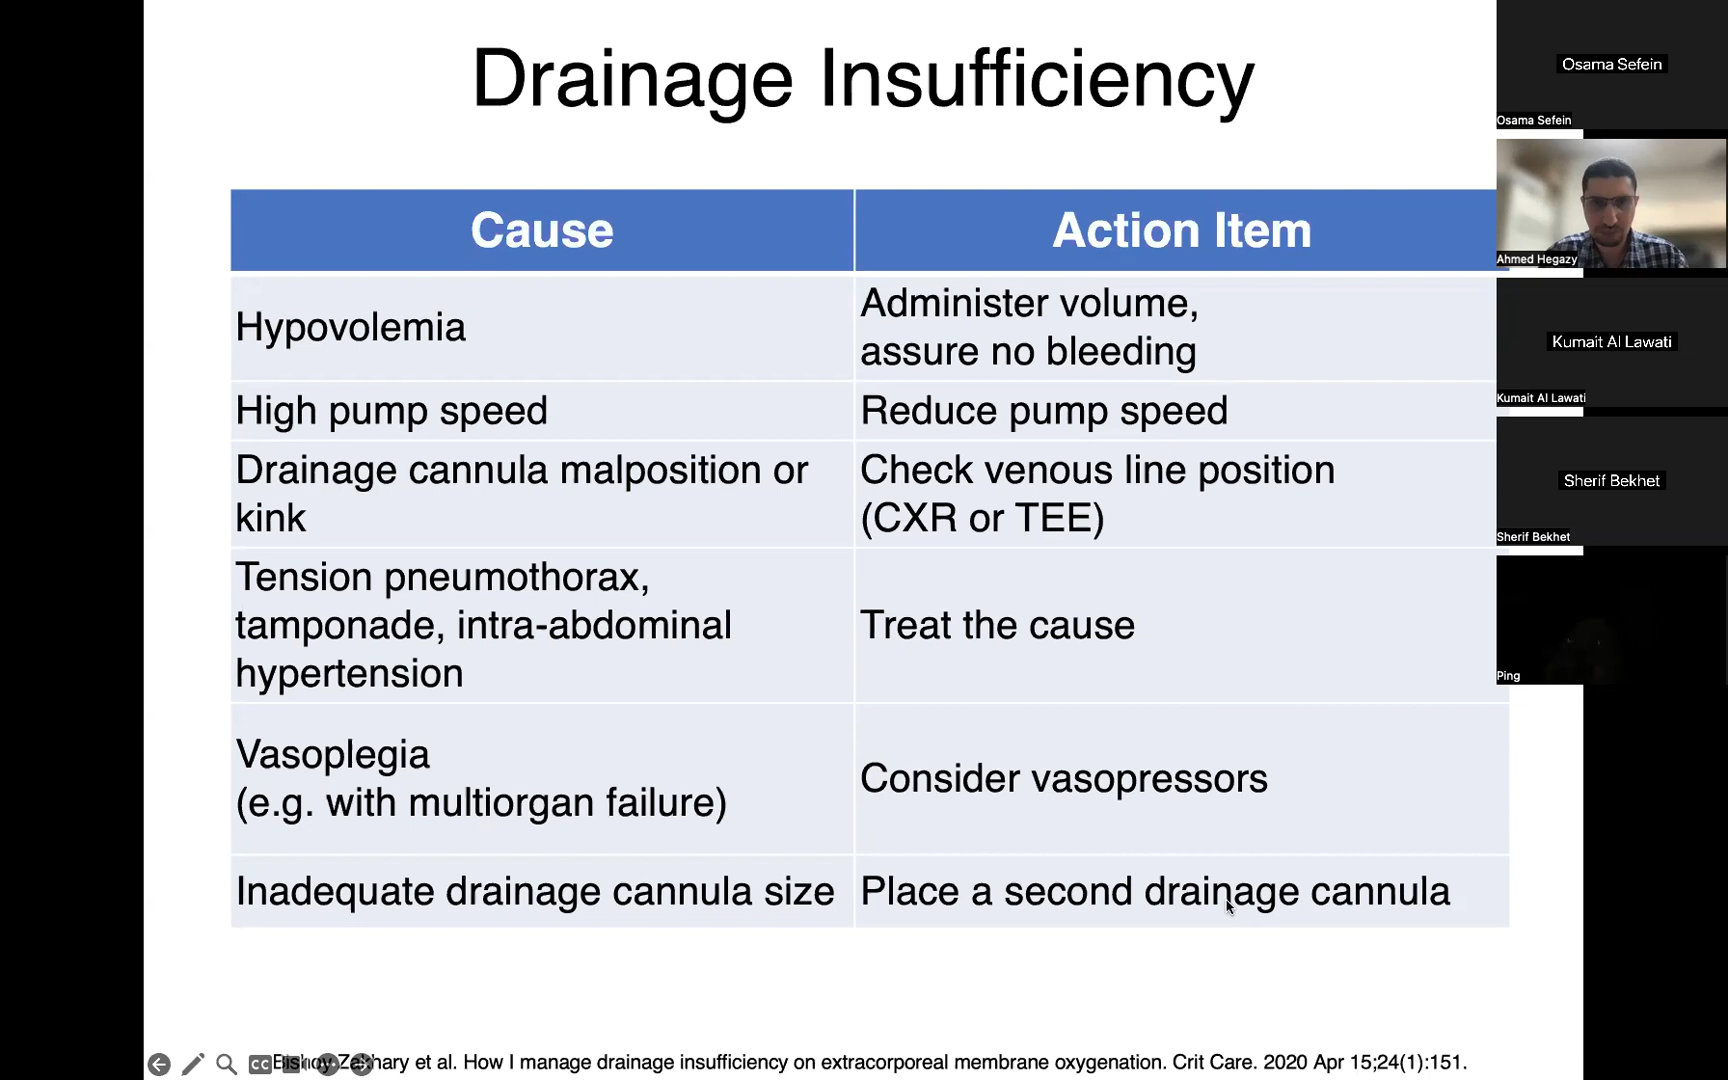 Drainage Insufficiency
Cause
Action Item
Hypovolemia
Administer volume,
assure no bleeding
High pump speed
Reduce pump speed
Drainage cannula malposition or
kink
Check venous line position
(CXR or TEE)
Tension pneumothorax,
tamponade, intra-abdominal
hypertension
Treat the cause
Vasoplegia
(e.g. with multiorgan failure)
Consider vasopressors
Inadequate drainage cannula size
Place a second drainage cannula
CC
Bishoy Zakhary et al. How I manage drainage insufficiency on extracorporeal membrane oxygenation. Crit Care. 2020 Apr 15;24(1):151.
Osama Sefein
Osama Sefein
Ahmed Hegazy
Kumait Al Lawati
Kumait Al Lawati
Sherif Bekhet
Sherif Bekhet
Ping